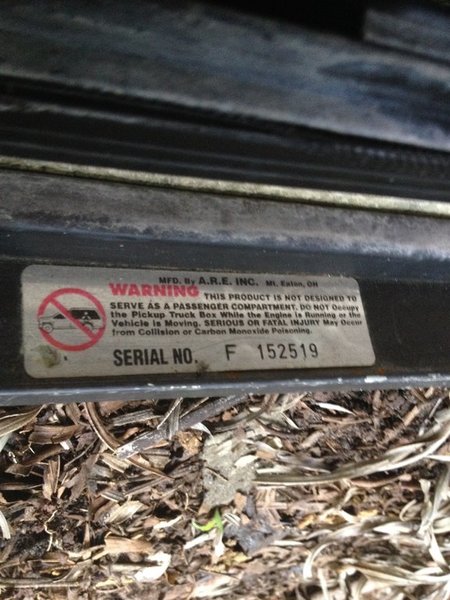 MFD. By A.R.E. INC. Mt. Eaton, OH
WARNING THIS PRODUCT IS NOT DESIGNED TO
SERVE AS A PASSENGER COMPARTMENT. DO NOT Occupy
the Pickup Truck Box While the Engine is Running or the
Vehicle is Moving. SERIOUS OR FATAL INJURY May Occur
from Collision or Carbon Monoxide Poisoning.
SERIAL NO. F 152519